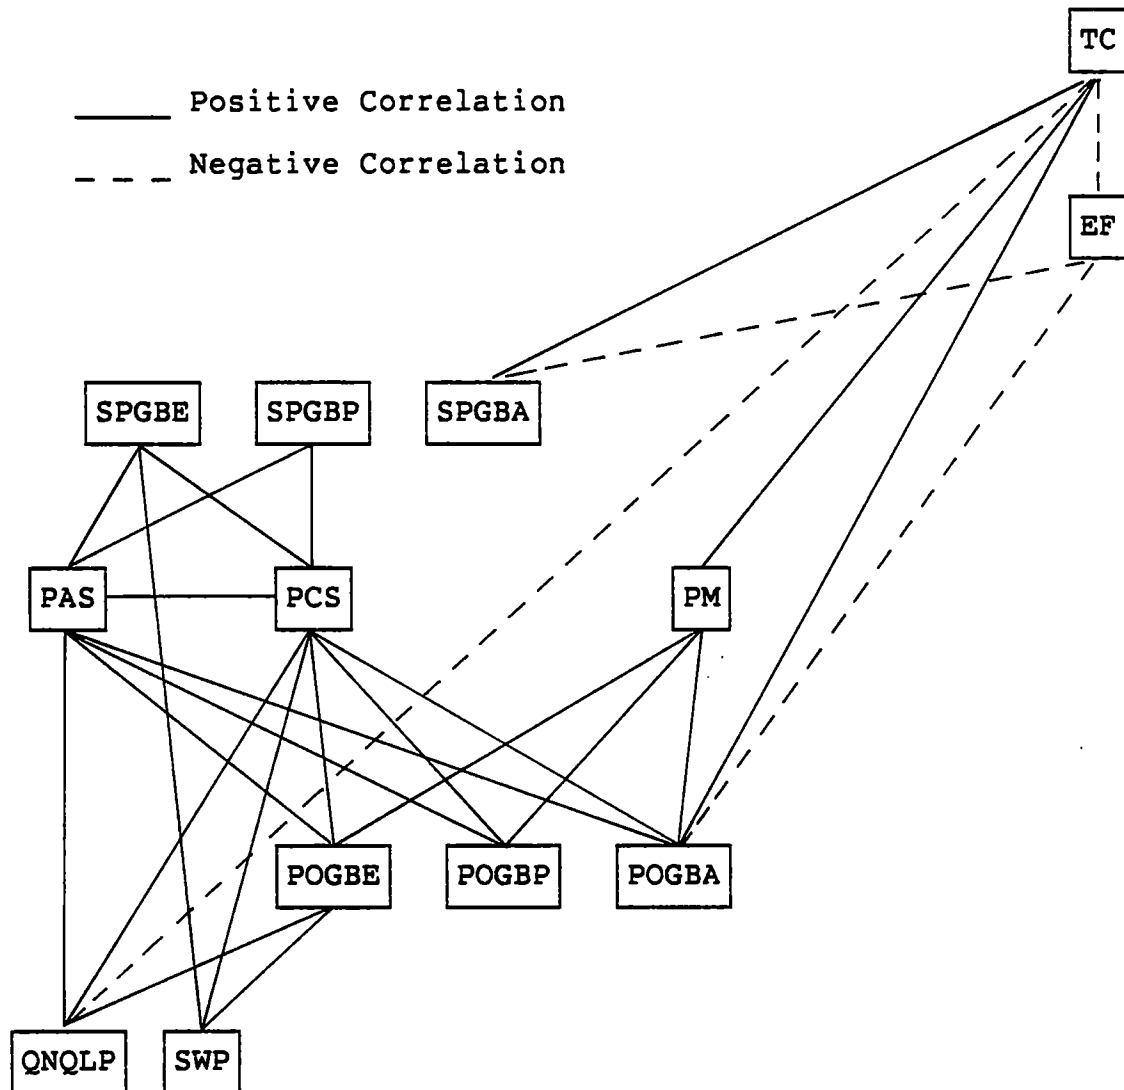 TC
Positive Correlation
Negative Correlation
EF
SPGBE SPGBP SPGBA
PAS PCS PM
POGBE POGBP POGBA
QNQLP SWP